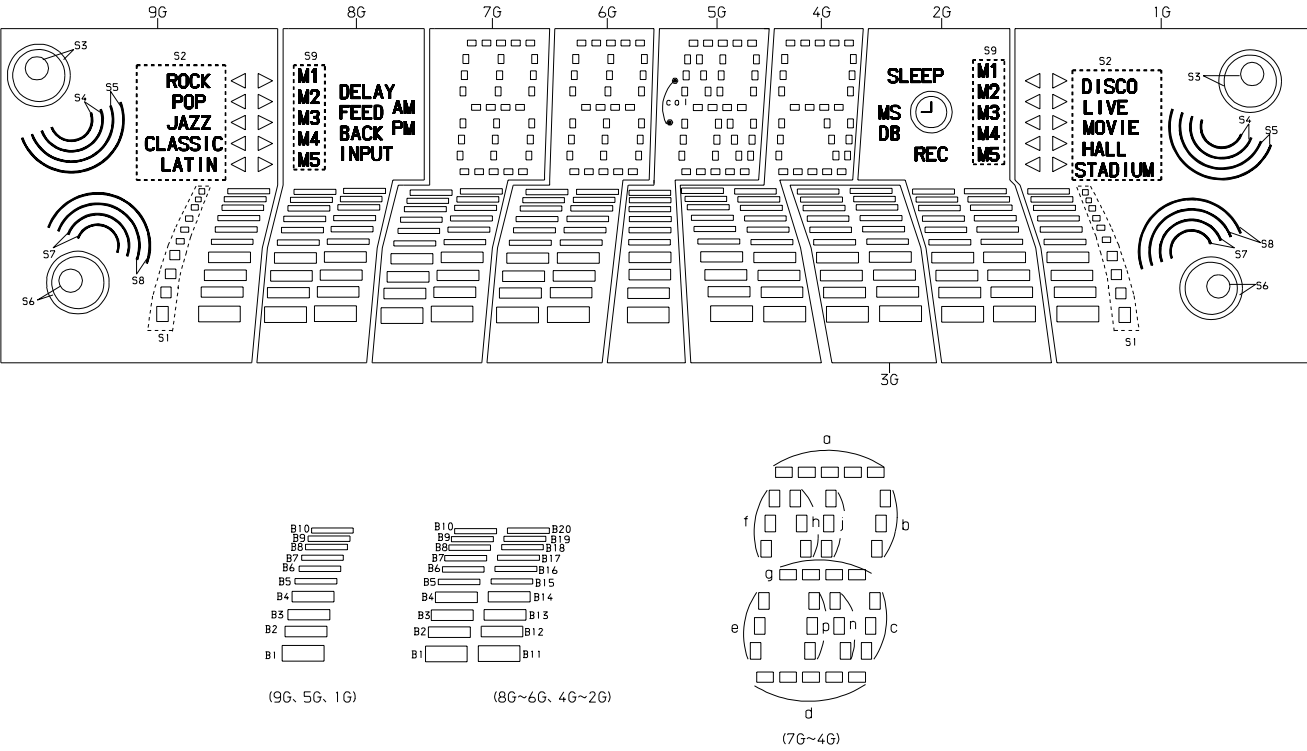 9G 8G 7G 6G 5G 4G 2G 1G
S3 S2 S9 S9 S2 S3
ROCK
POP
JAZZ
CLASSIC
LATIN
S4 S5
M1
M2
M3
M4
M5
DELAY
FEED AM
BACK PM
INPUT
col
SLEEP
MS
DB
REC
M1
M2
M3
M4
M5
DISCO
LIVE
MOVIE
HALL
STADIUM
S4 S5
S7 S8 S7 S8
S6 S6
S1 S1
3G
B10
B9
B8
B7
B6
B5
B4
B3
B2
B1
(9G、5G、1G)
B10 B20
B9 B19
B8 B18
B7 B17
B6 B16
B5 B15
B4 B14
B3 B13
B2 B12
B1 B11
(8G~6G、4G~2G)
a
f h j b
g
e p n c
d
(7G~4G)